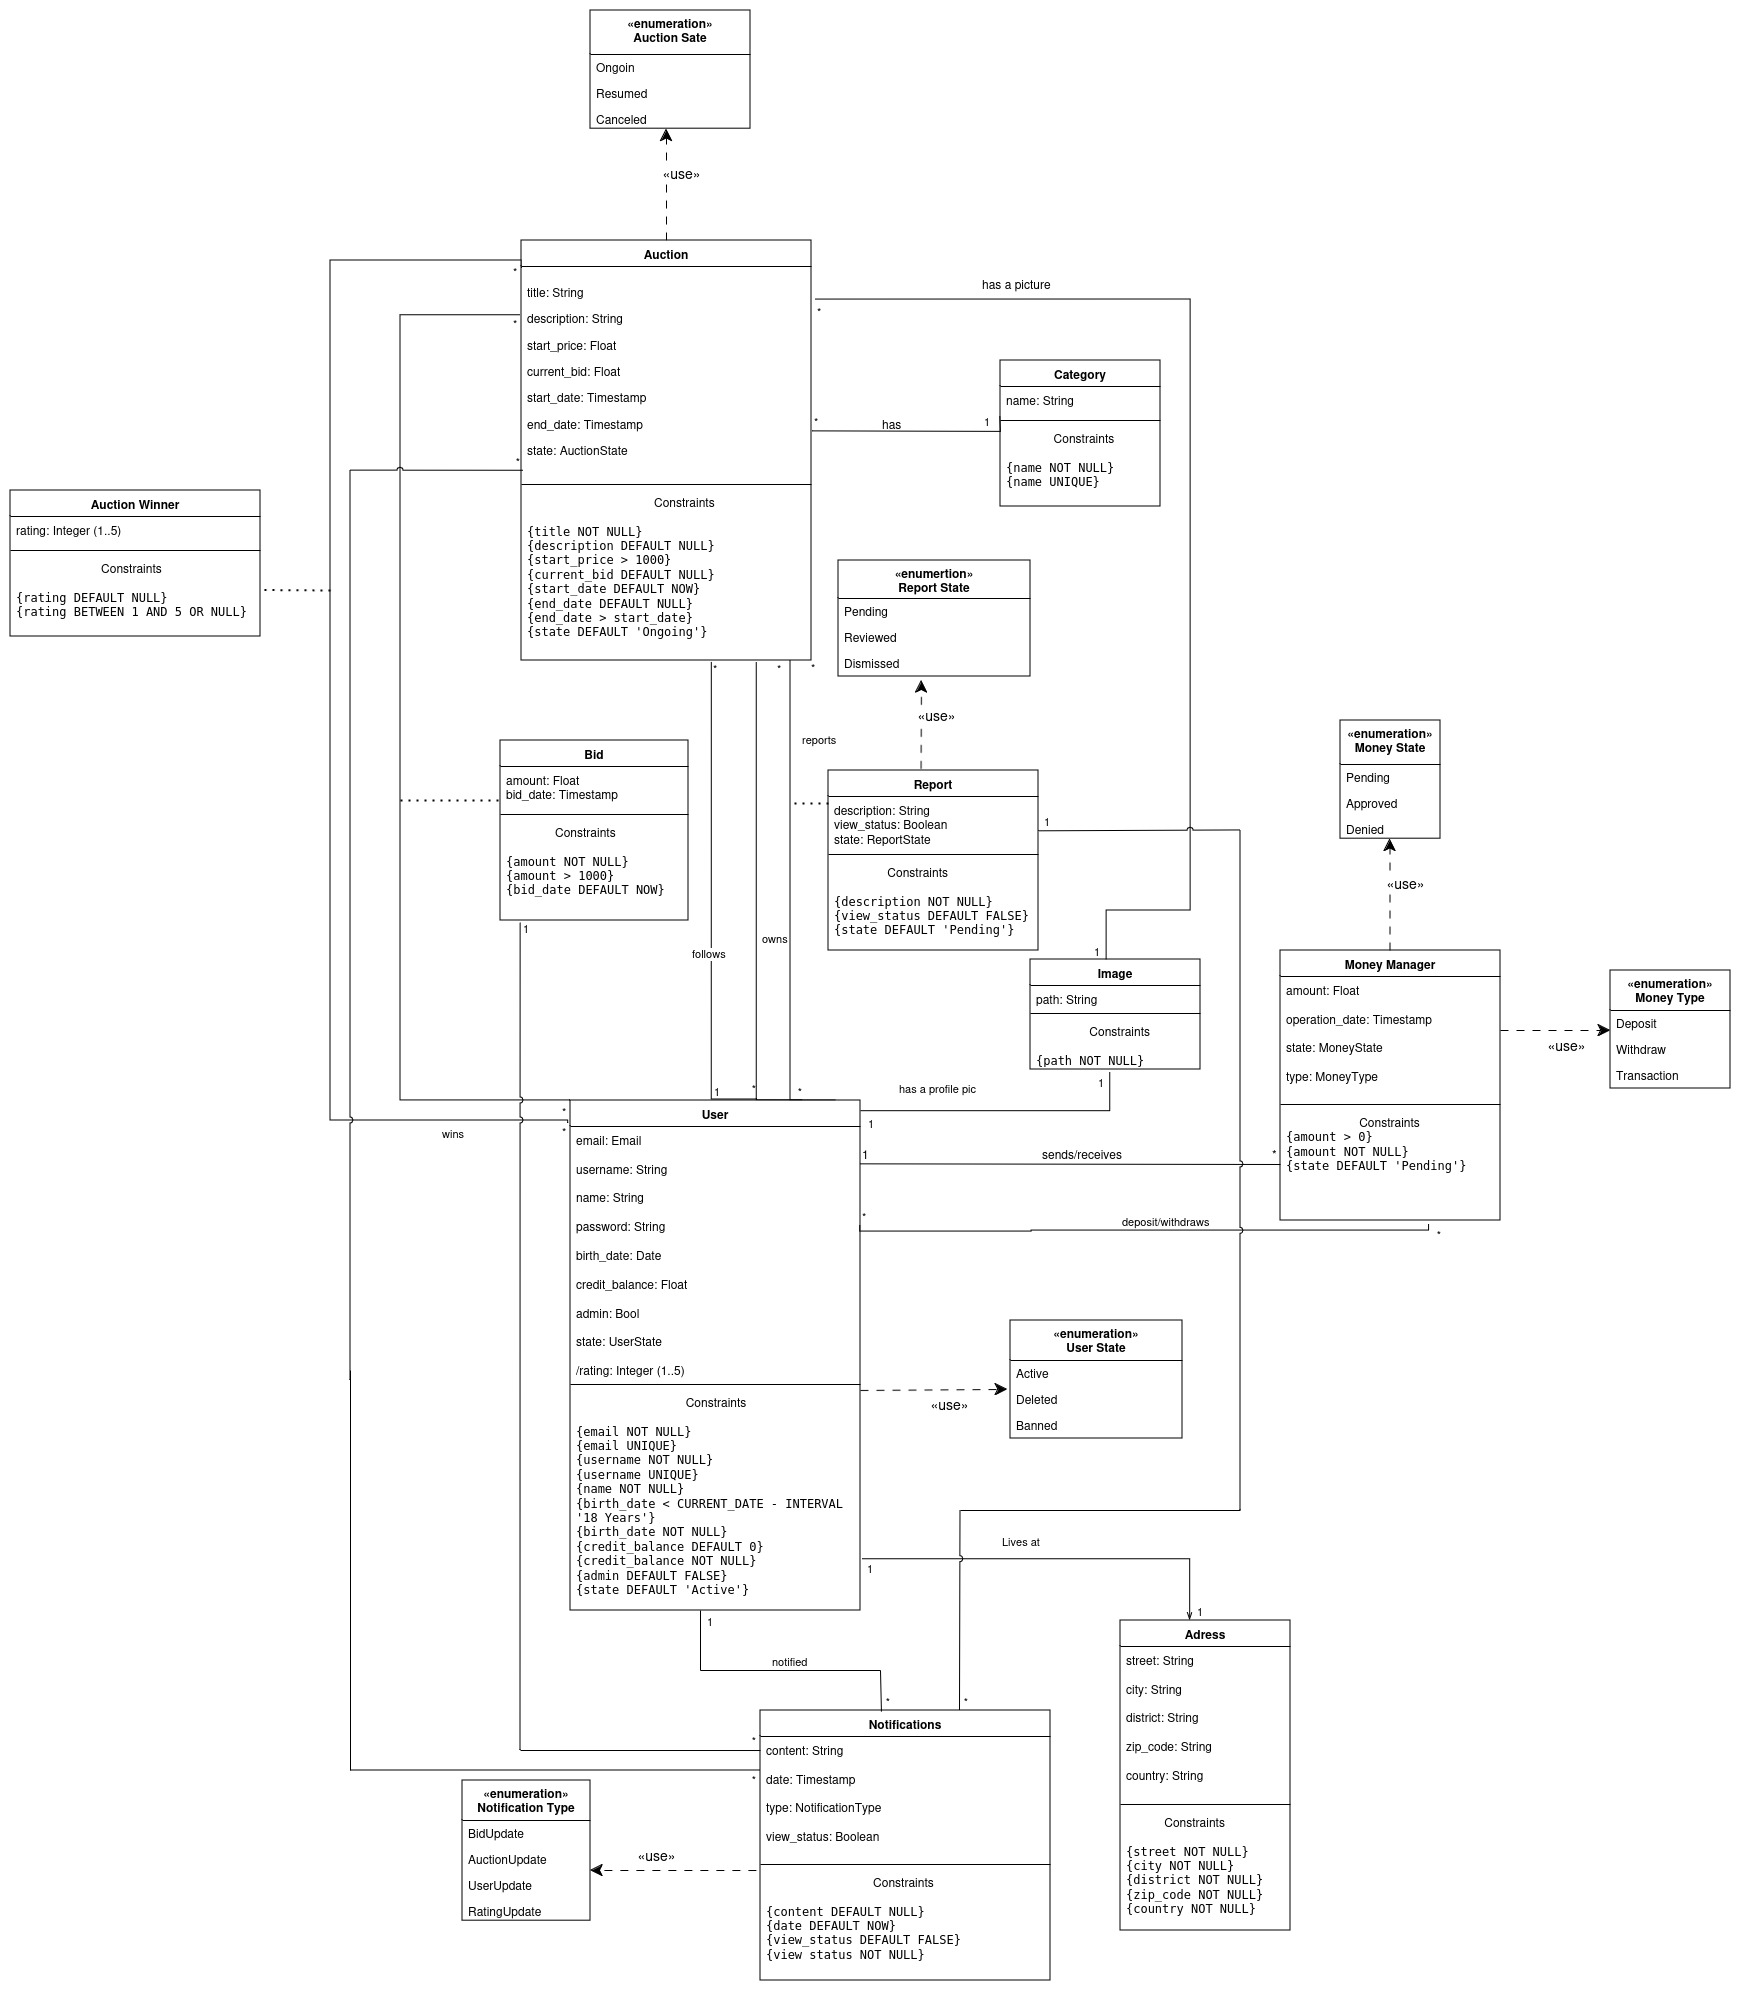 «enumeration»
Auction Sate
Ongoin
Resumed
Canceled
«use»
Auction
*
title: String
*
description: String
start_price: Float
current_bid: Float
start_date: Timestamp
end_date: Timestamp
state: AuctionState
*
Constraints
{title NOT NULL}
{description DEFAULT NULL}
{start_price > 1000}
{current_bid DEFAULT NULL}
{start_date DEFAULT NOW}
{end_date DEFAULT NULL}
{end_date > start_date}
{state DEFAULT 'Ongoing'}
has a picture
*
Category
name: String
Constraints
{name NOT NULL}
{name UNIQUE}
*
has
1
Auction Winner
rating: Integer (1..5)
Constraints
{rating DEFAULT NULL}
{rating BETWEEN 1 AND 5 OR NULL}
«enumertion»
Report State
Pending
Reviewed
Dismissed
«use»
*
*
*
reports
Bid
amount: Float
bid_date: Timestamp
Constraints
{amount NOT NULL}
{amount > 1000}
{bid_date DEFAULT NOW}
1
Report
description: String
view_status: Boolean
state: ReportState
Constraints
{description NOT NULL}
{view_status DEFAULT FALSE}
{state DEFAULT 'Pending'}
1
«enumeration»
Money State
Pending
Approved
Denied
«use»
owns
follows
1
Image
path: String
Constraints
{path NOT NULL}
1
Money Manager
amount: Float
operation_date: Timestamp
state: MoneyState
type: MoneyType
Constraints
{amount > 0}
{amount NOT NULL}
{state DEFAULT 'Pending'}
«enumeration»
Money Type
Deposit
Withdraw
Transaction
«use»
1
*
*
has a profile pic
1
*
*
wins
User
email: Email
username: String
name: String
password: String
birth_date: Date
credit_balance: Float
admin: Bool
state: UserState
/rating: Integer (1..5)
Constraints
{email NOT NULL}
{email UNIQUE}
{username NOT NULL}
{username UNIQUE}
{name NOT NULL}
{birth_date < CURRENT_DATE - INTERVAL
'18 Years'}
{birth_date NOT NULL}
{credit_balance DEFAULT 0}
{credit_balance NOT NULL}
{admin DEFAULT FALSE}
{state DEFAULT 'Active'}
1
sends/receives
*
*
deposit/withdraws
*
«enumeration»
User State
Active
Deleted
Banned
«use»
Lives at
1
1
Adress
street: String
city: String
district: String
zip_code: String
country: String
Constraints
{street NOT NULL}
{city NOT NULL}
{district NOT NULL}
{zip_code NOT NULL}
{country NOT NULL}
1
notified
*
*
Notifications
*
content: String
*
date: Timestamp
type: NotificationType
view_status: Boolean
Constraints
{content DEFAULT NULL}
{date DEFAULT NOW}
{view_status DEFAULT FALSE}
{view status NOT NULL}
«enumeration»
Notification Type
BidUpdate
AuctionUpdate
UserUpdate
RatingUpdate
«use»